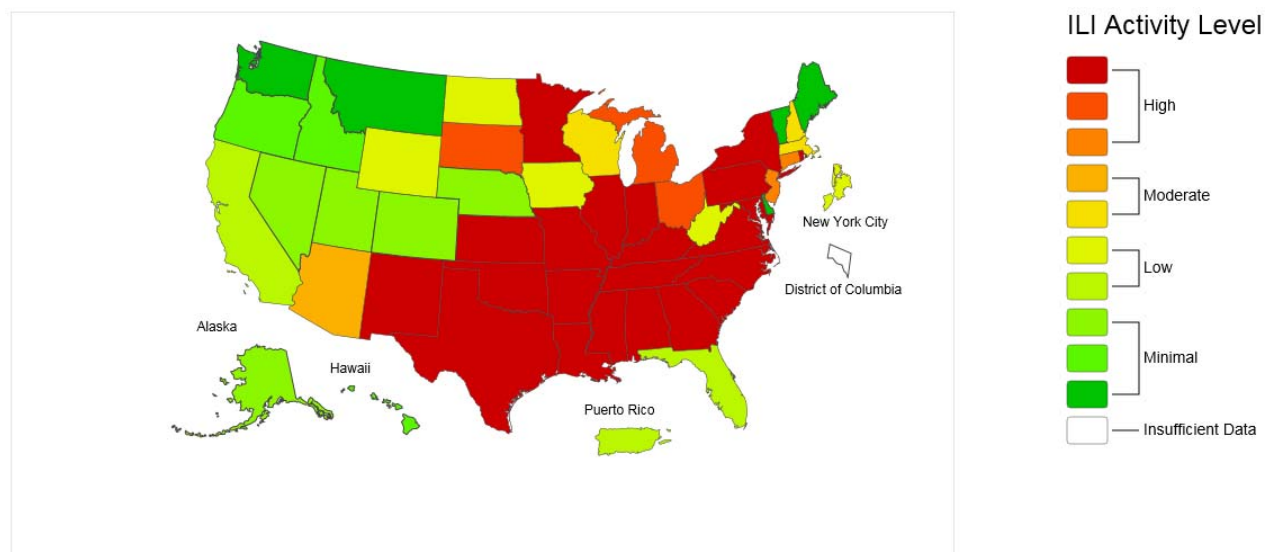 ILI Activity Level
High
Moderate
Low
New York City
District of Columbia
Alaska
Hawaii
Minimal
Puerto Rico
Insufficient Data